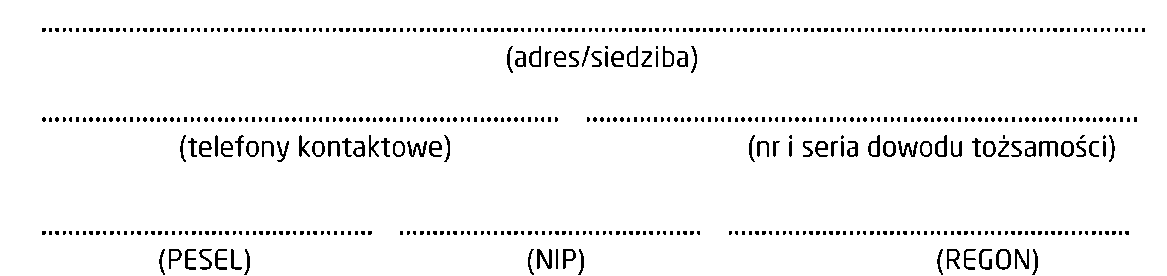 (adres/siedziba)
(telefony kontaktowe) (nr i seria dowodu tożsamości)
(PESEL) (NIP) (REGON)